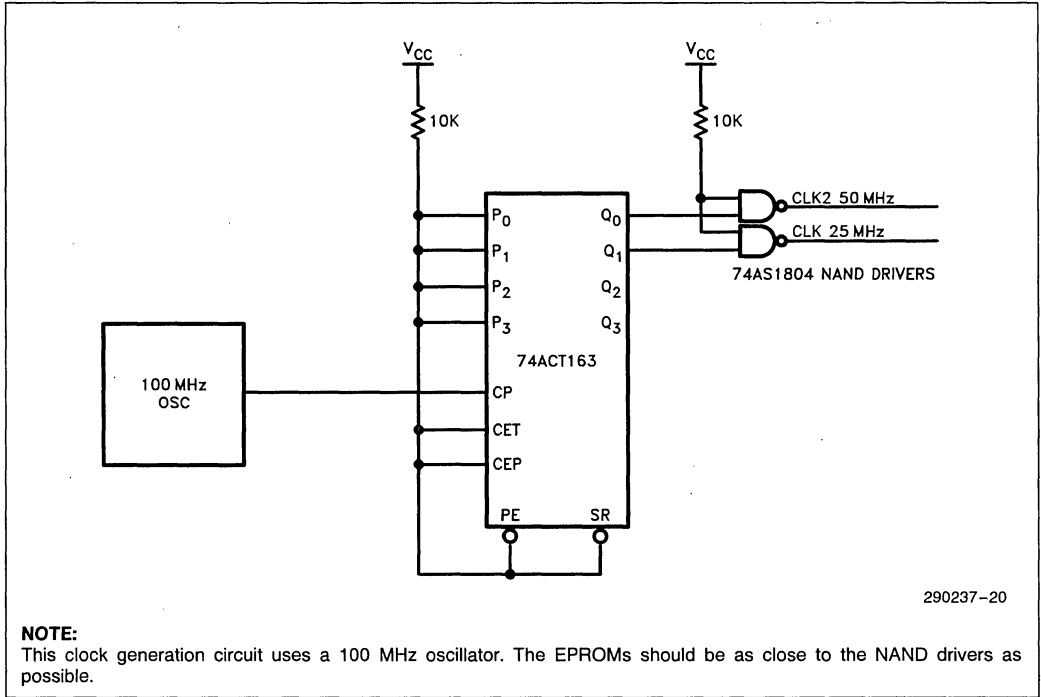 VCC
VCC
10K
10K
P0
Q0
CLK2 50 MHz
P1
Q1
CLK 25 MHz
74AS1804 NAND DRIVERS
P2
Q2
P3
Q3
74ACT163
100 MHz
OSC
CP
CET
CEP
PE
SR
290237-20
NOTE:
This clock generation circuit uses a 100 MHz oscillator. The EPROMs should be as close to the NAND drivers as
possible.